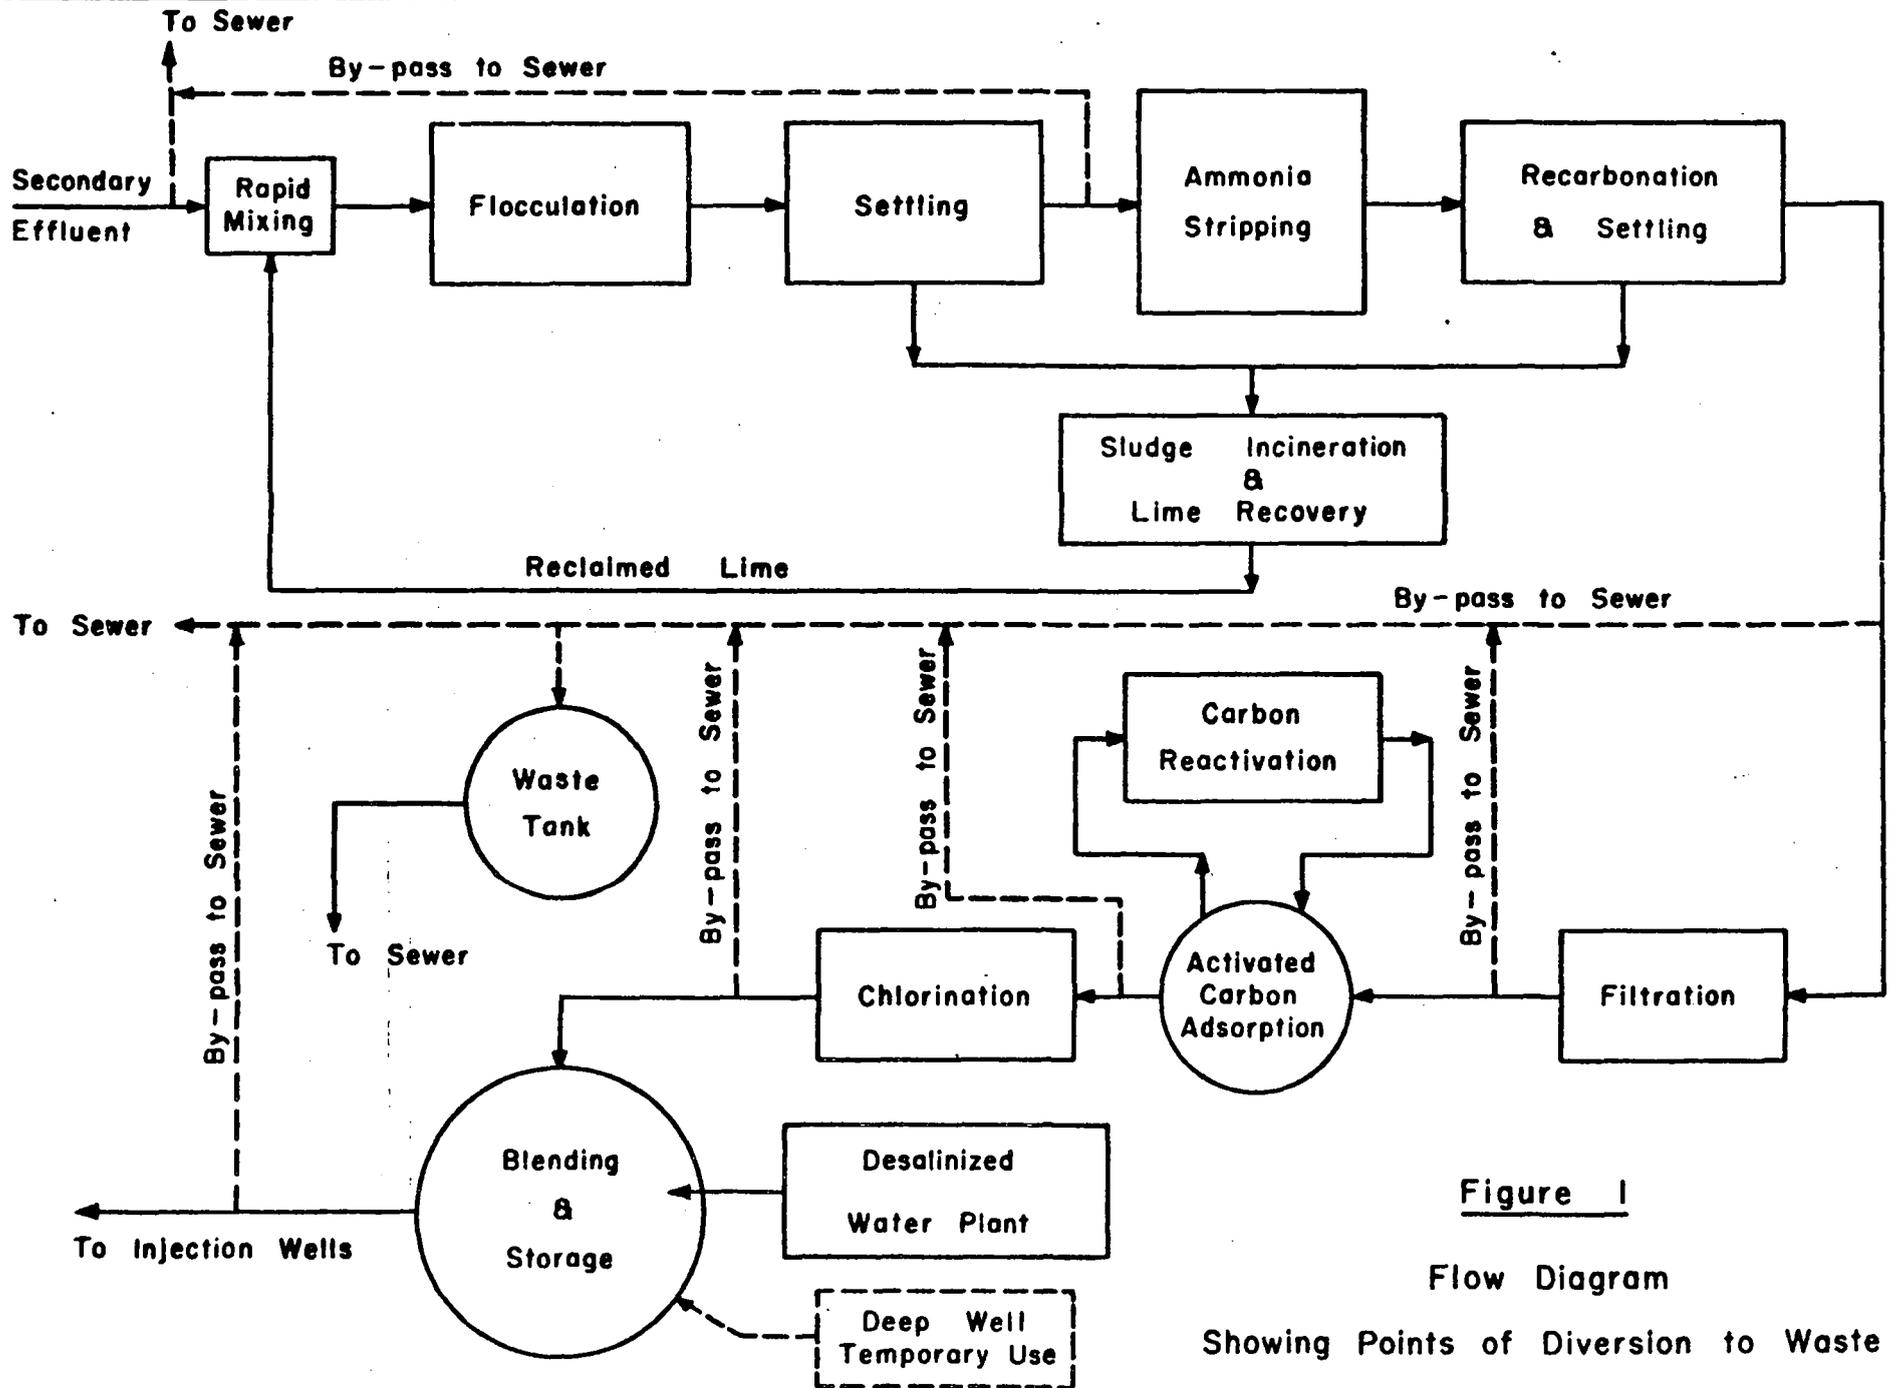 To Sewer
By-pass to Sewer
Secondary
Effluent
Rapid
Mixing
Flocculation
Settling
Ammonia
Stripping
Recarbonation
& Settling
Sludge Incineration
&
Lime Recovery
Reclaimed Lime
By-pass to Sewer
To Sewer
By-pass to Sewer
Waste
Tank
To Sewer
By-pass to Sewer
By-pass to Sewer
Carbon
Reactivation
By-pass to Sewer
Chlorination
Activated
Carbon
Adsorption
Filtration
Blending
&
Storage
Desalinized
Water Plant
To Injection Wells
Deep Well
Temporary Use
Figure 1
Flow Diagram
Showing Points of Diversion to Waste